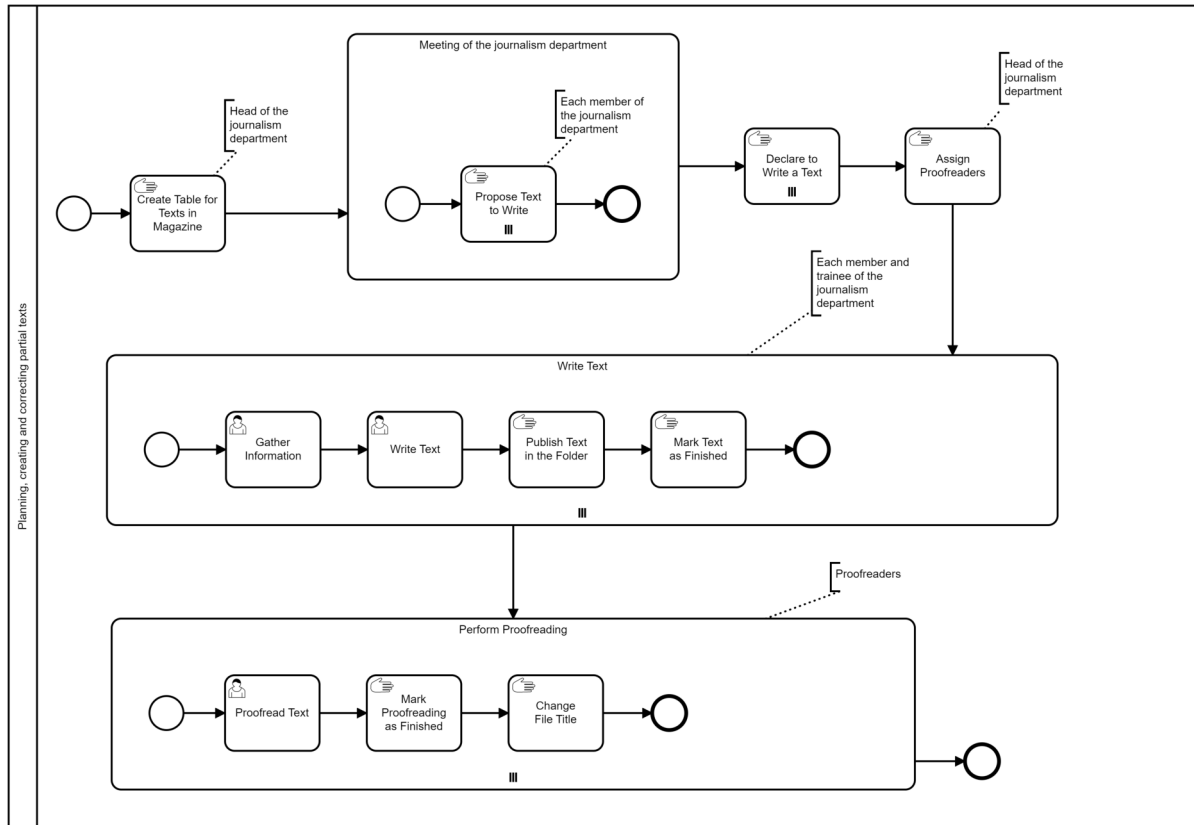 Planning, creating and correcting partial texts
Meeting of the journalism department
Head of the
journalism
department
Each member of
the journalism
department
Head of the
journalism
department
Create Table for
Texts in
Magazine
Propose Text
to Write
Declare to
Write a Text
Assign
Proofreaders
Each member and
trainee of the
journalism
department
Write Text
Gather
Information
Write Text
Publish Text
in the Folder
Mark Text
as Finished
Proofreaders
Perform Proofreading
Proofread Text
Mark
Proofreading
as Finished
Change
File Title